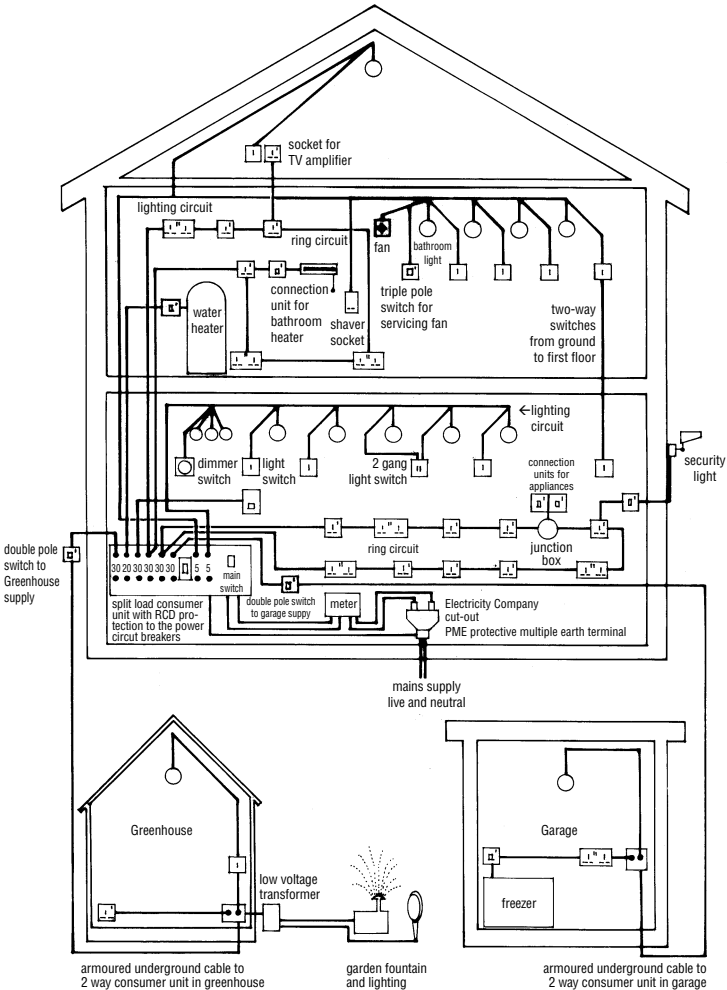 socket for
TV amplifier
lighting circuit
ring circuit
fan
bathroom
light
connection
unit for
bathroom
heater
shaver
socket
triple pole
switch for
servicing fan
two-way
switches
from ground
to first floor
water
heater
←lighting
circuit
dimmer
switch
light
switch
2 gang
light switch
connection
units for
appliances
security
light
ring circuit
junction
box
double pole
switch to
Greenhouse
supply
30 20 30 30 30 5 5
main
switch
split load consumer
unit with RCD pro-
tection to the power
circut breakers
double pole switch
to garage suppy
meter
Electricity Company
cut-out
PME protective multiple earth terminal
mains supply
live and neutral
Greenhouse
low voltage
transformer
Garage
freezer
armoured underground cable to
2 way consumer unit in greenhouse
garden fountain
and lighting
armoured underground cable to
2 way consumer unit in garage